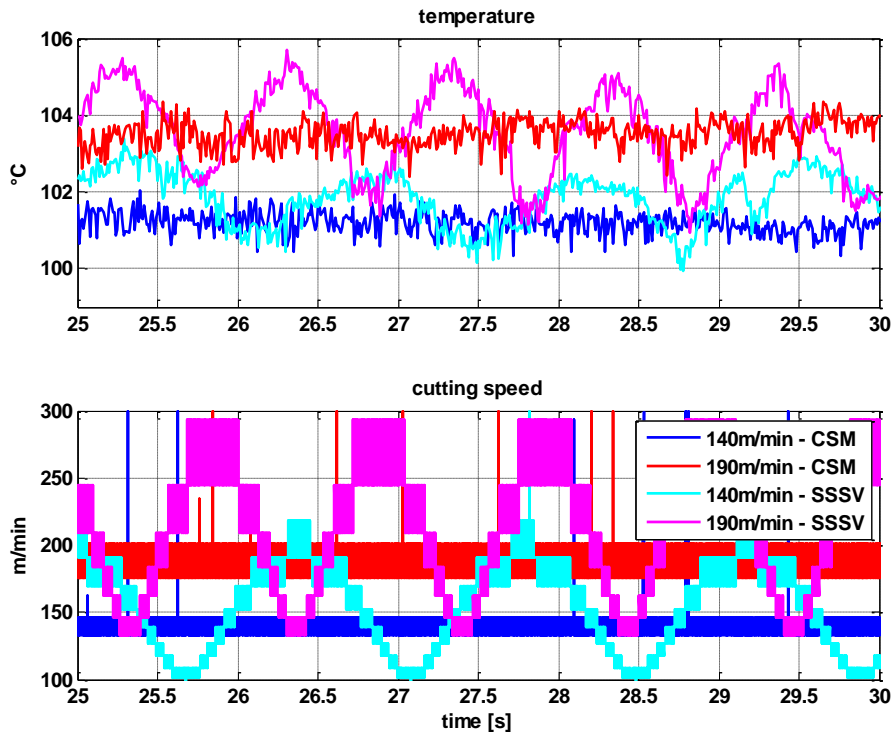 temperature
106
104
102
100
°C
25 25.5 26 26.5 27 27.5 28 28.5 29 29.5 30
cutting speed
300
250
200
150
100
m/min
140m/min - CSM
190m/min - CSM
140m/min - SSSV
190m/min - SSSV
25 25.5 26 26.5 27 27.5 28 28.5 29 29.5 30
time [s]